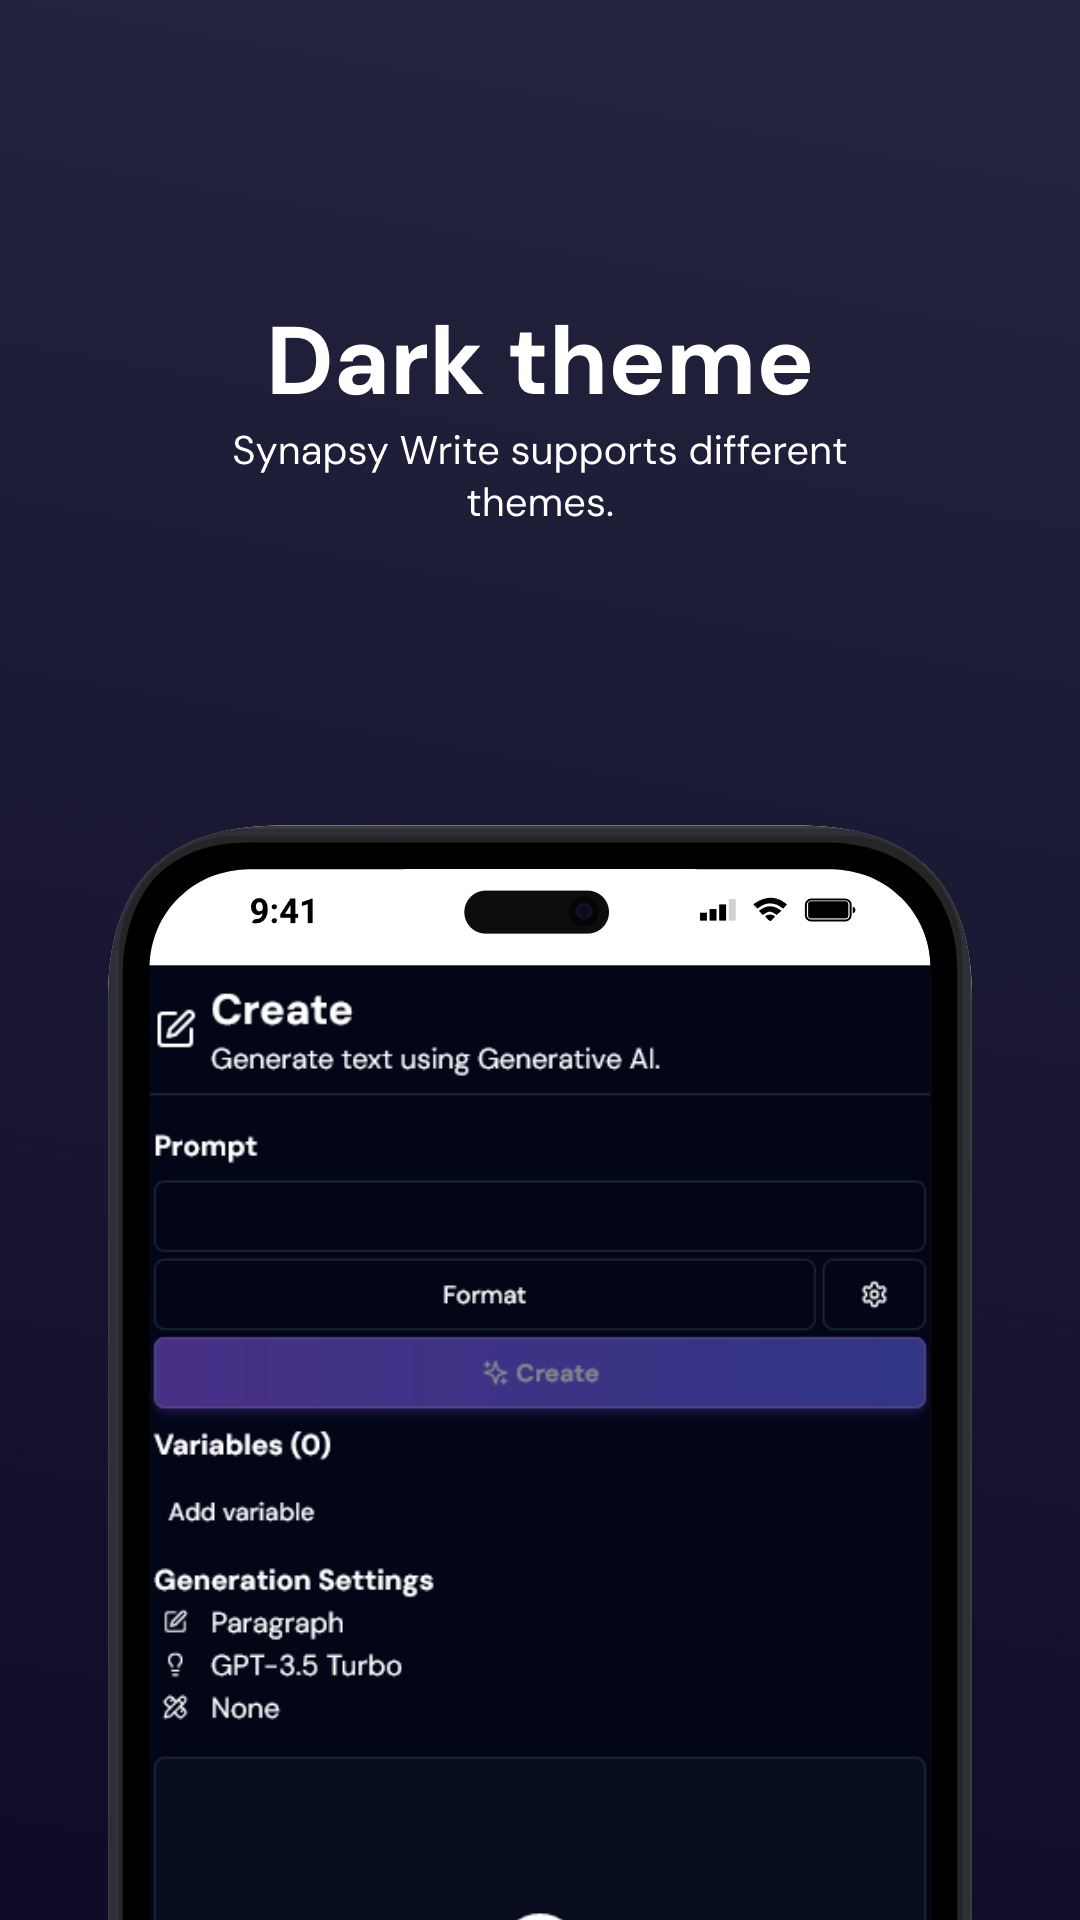 Dark theme
Synapsy Write supports different
themes.
9:41
Create
Generate text using Generative AI.
Prompt
Format
Create
Variables (0)
Add variable
Generation Settings
Paragraph
GPT-3.5 Turbo
None